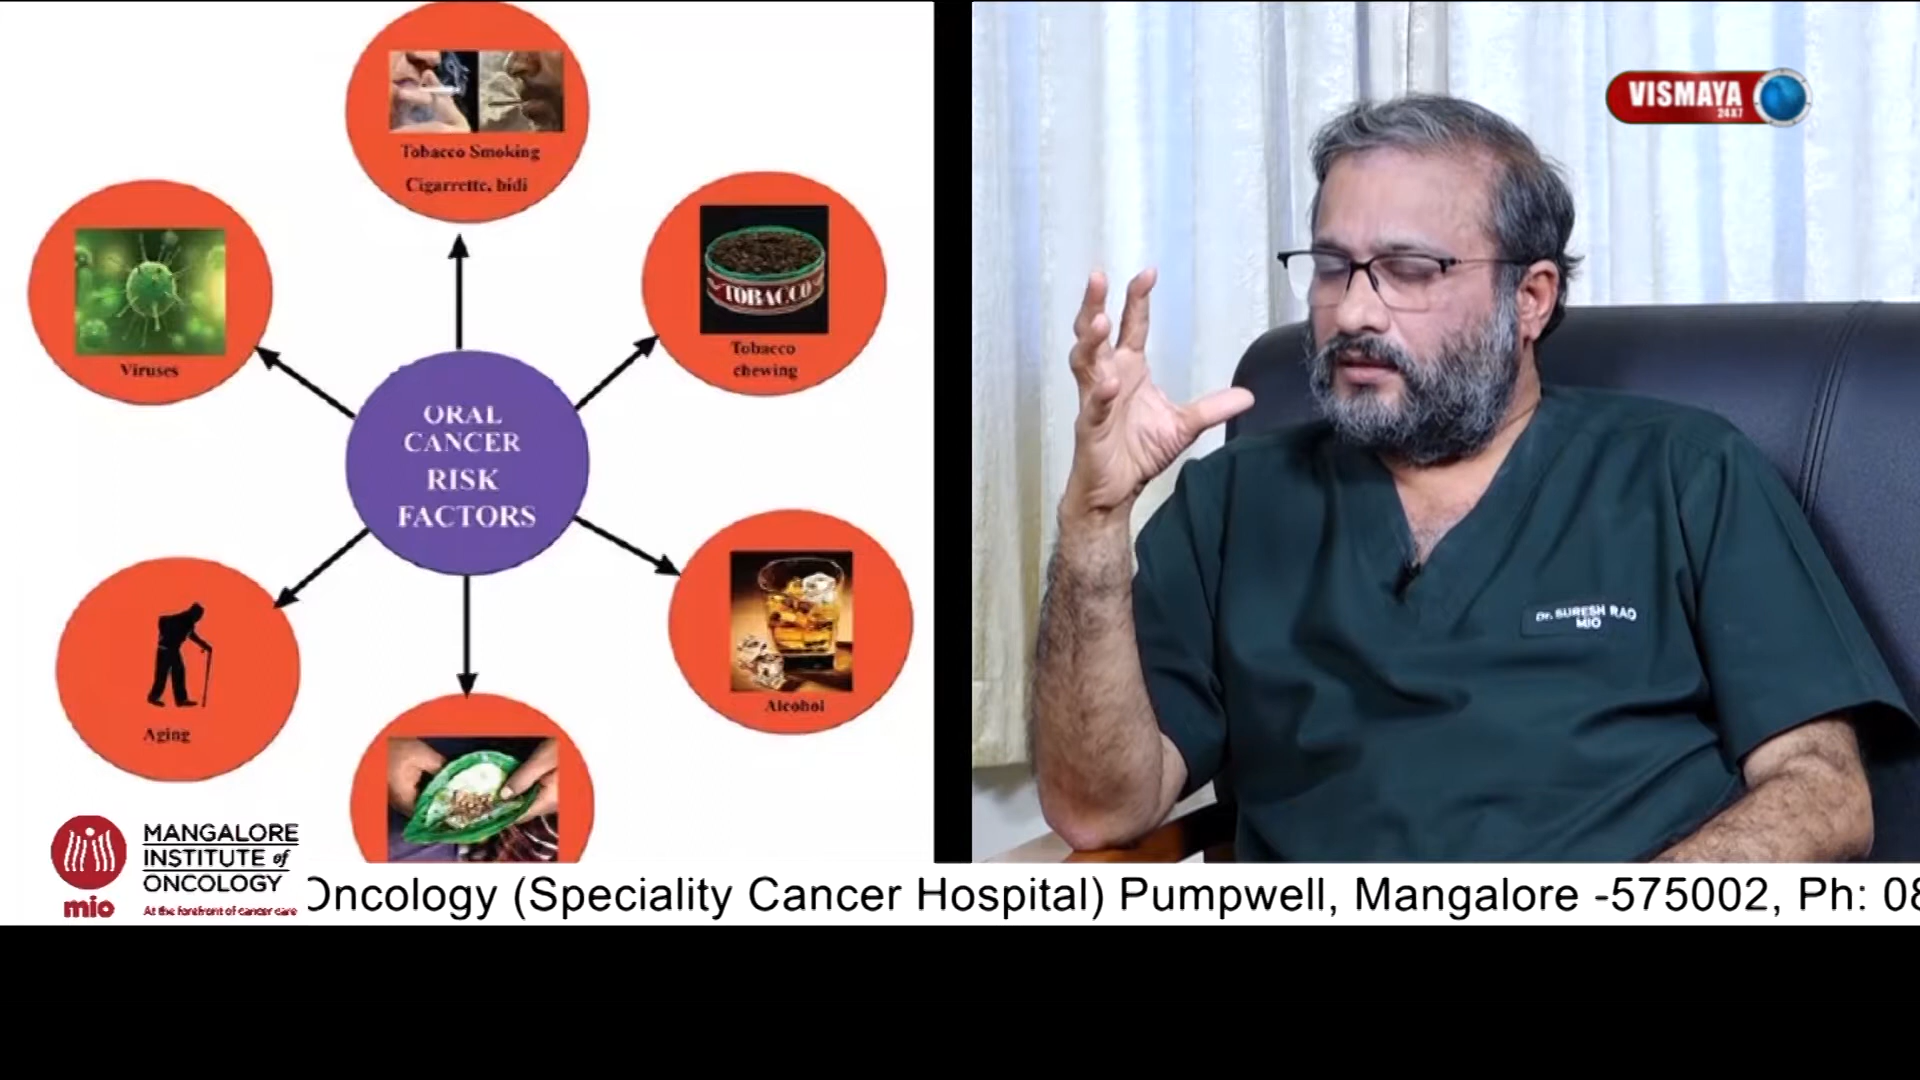 Tobacco Smoking
Cigarrette, bidi
TOBACCO
Tobacco
chewing
Viruses
ORAL
CANCER
RISK
FACTORS
Alcohol
Aging
VISMAYA
24X7
Dr. SURESH RAO
MIO
MANGALORE
INSTITUTE of
ONCOLOGY
mio
At the forefront of cancer care
Oncology (Speciality Cancer Hospital) Pumpwell, Mangalore -575002, Ph: 08